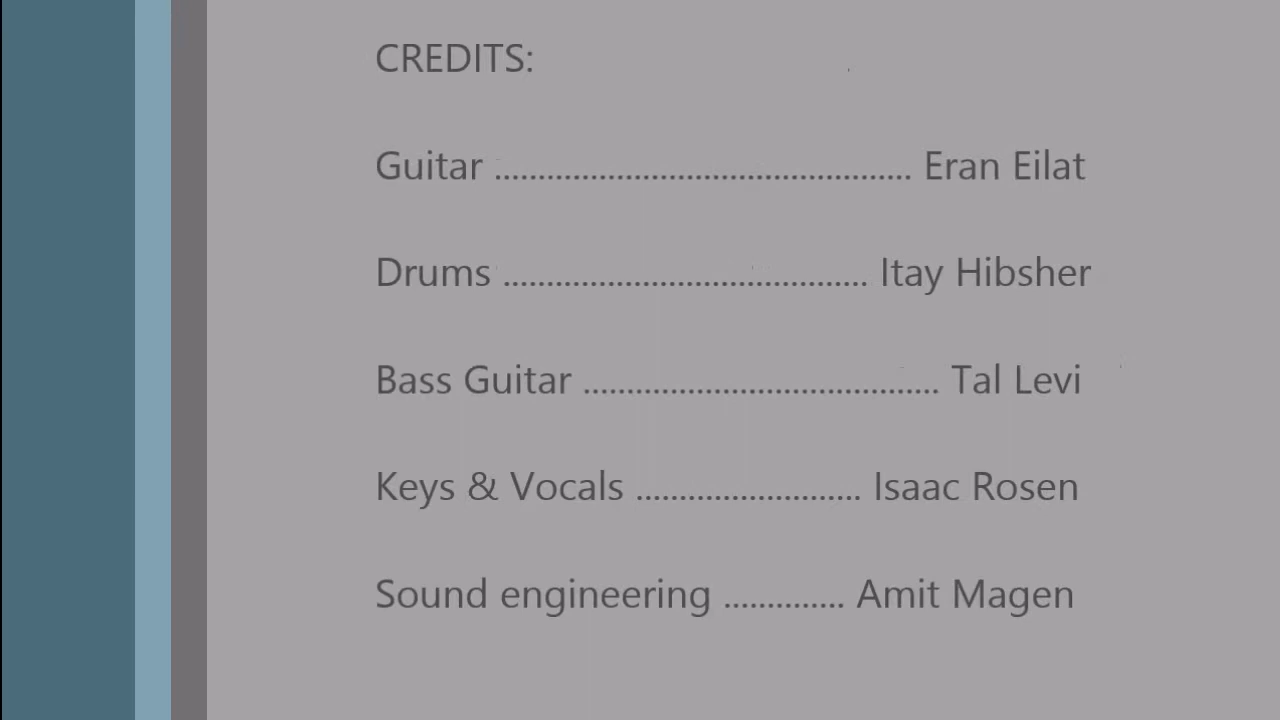 CREDITS:
Guitar ................................................ Eran Eilat
Drums .......................................... Itay Hibsher
Bass Guitar ......................................... Tal Levi
Keys & Vocals .......................... Isaac Rosen
Sound engineering .............. Amit Magen